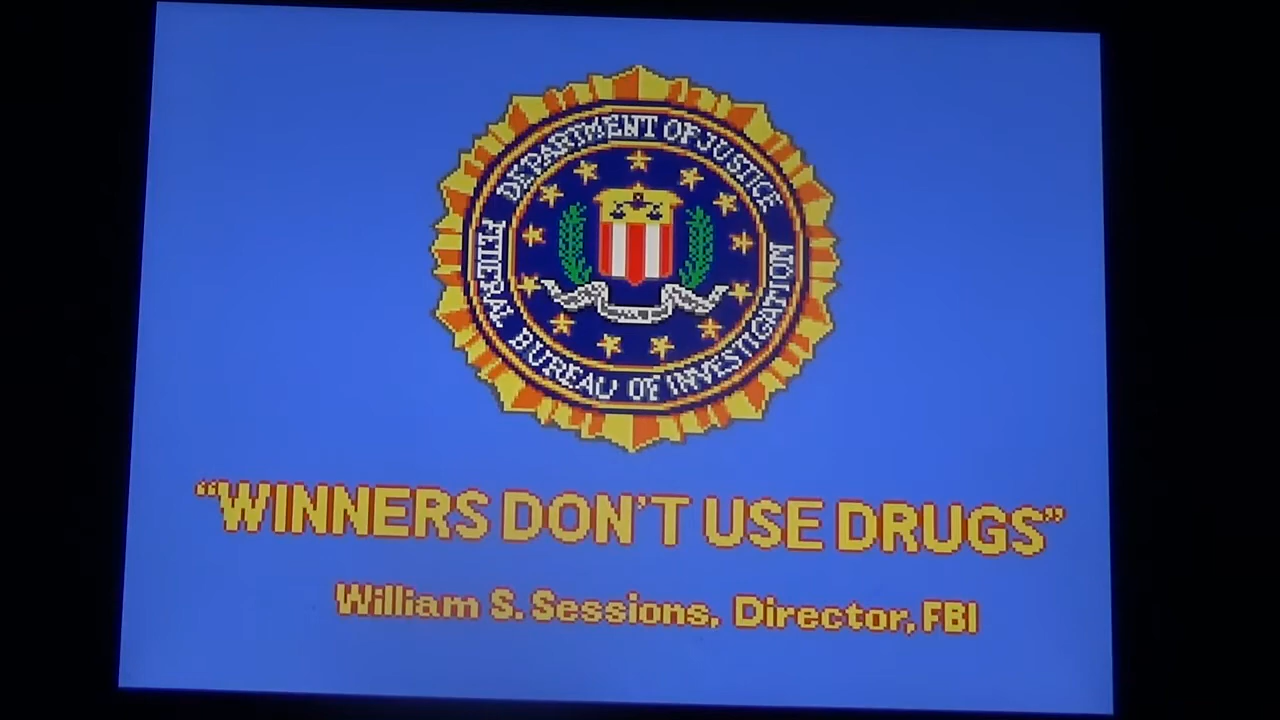 DEPARTMENT OF JUSTICE
FEDERAL BUREAU OF INVESTIGATION
“WINNERS DON'T USE DRUGS”
William S. Sessions, Director, FBI